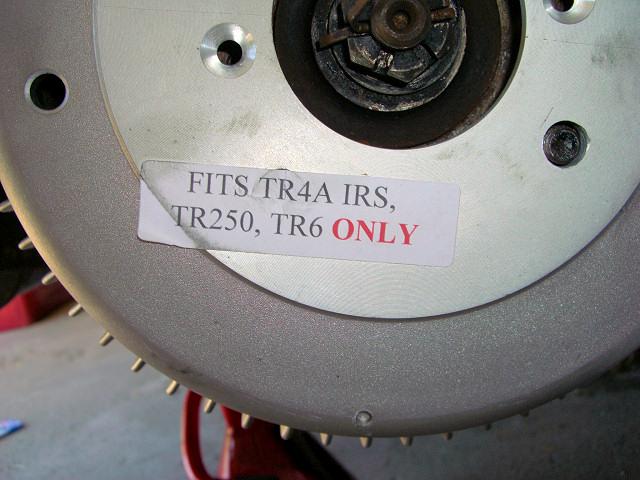 FITS TR4A IRS,
TR250, TR6 ONLY